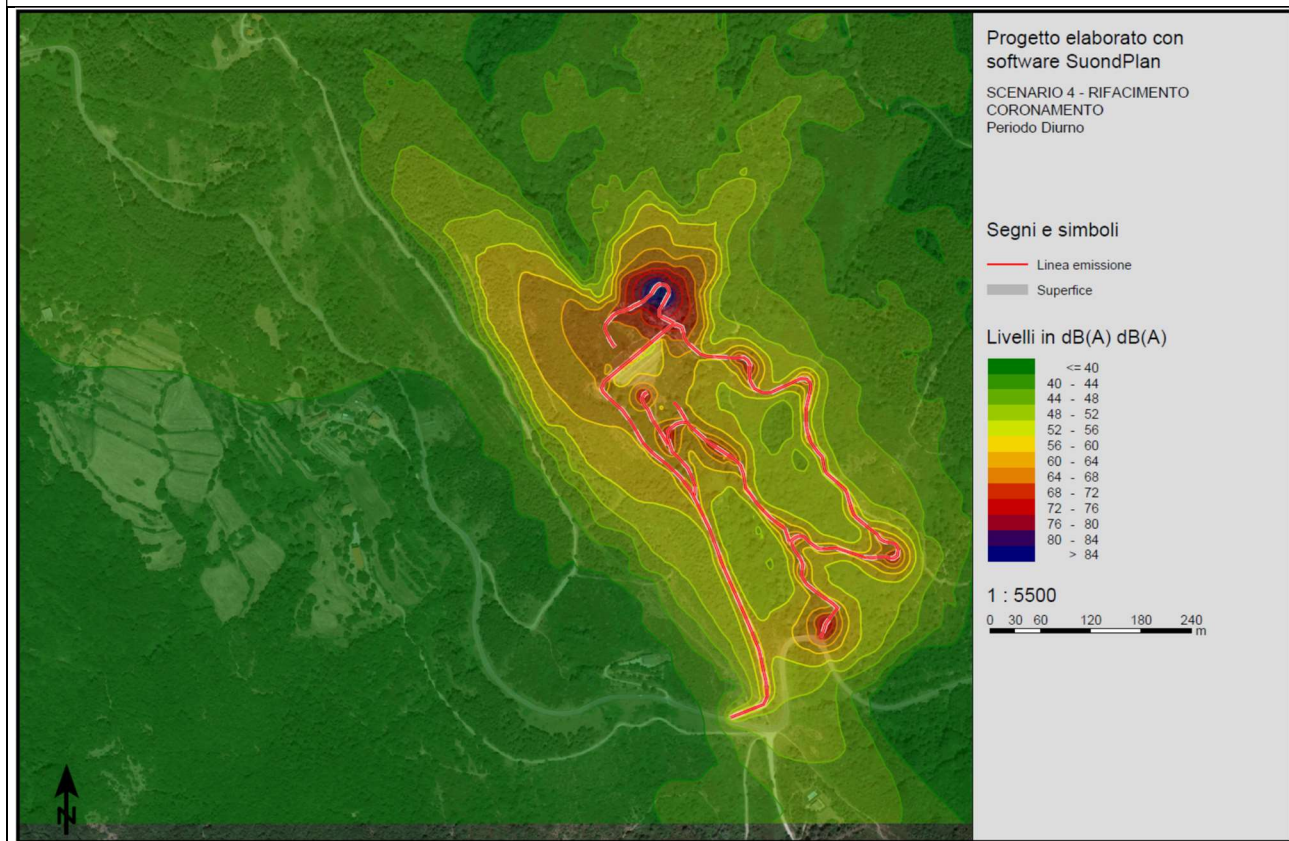 Progetto elaborato con
software SuondPlan
SCENARIO 4 - RIFACIMENTO
CORONAMENTO
Periodo Diurno
Segni e simboli
Linea emissione
Superfice
Livelli in dB(A) dB(A)
<= 40
40 - 44
44 - 48
48 - 52
52 - 56
56 - 60
60 - 64
64 - 68
68 - 72
72 - 76
76 - 80
80 - 84
> 84
1 : 5500
0 30 60 120 180 240
m
N